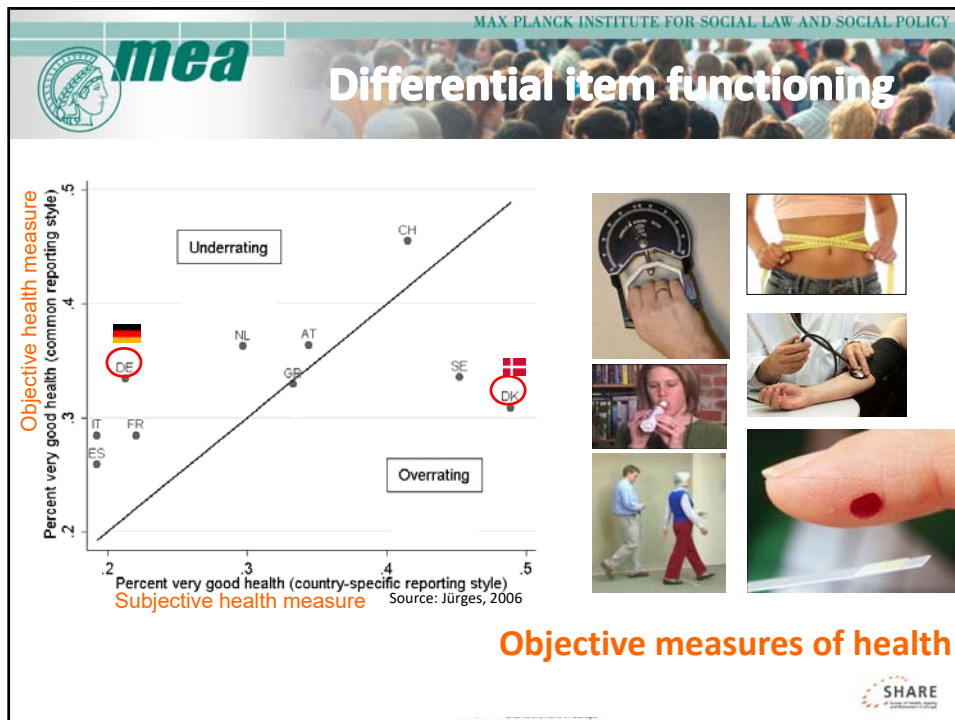 MAX PLANCK INSTITUTE FOR SOCIAL LAW AND SOCIAL POLICY
mea
Differential item functioning
Objective health measure
Percent very good health (common reporting style)
.5
.4
.3
.2
Underrating
CH
NL
AT
DE
GR
SE
DK
IT
FR
ES
Overrating
.2
.3
.4
.5
Percent very good health (country-specific reporting style)
Subjective health measure
Source: Jürges, 2006
Objective measures of health
SHARE